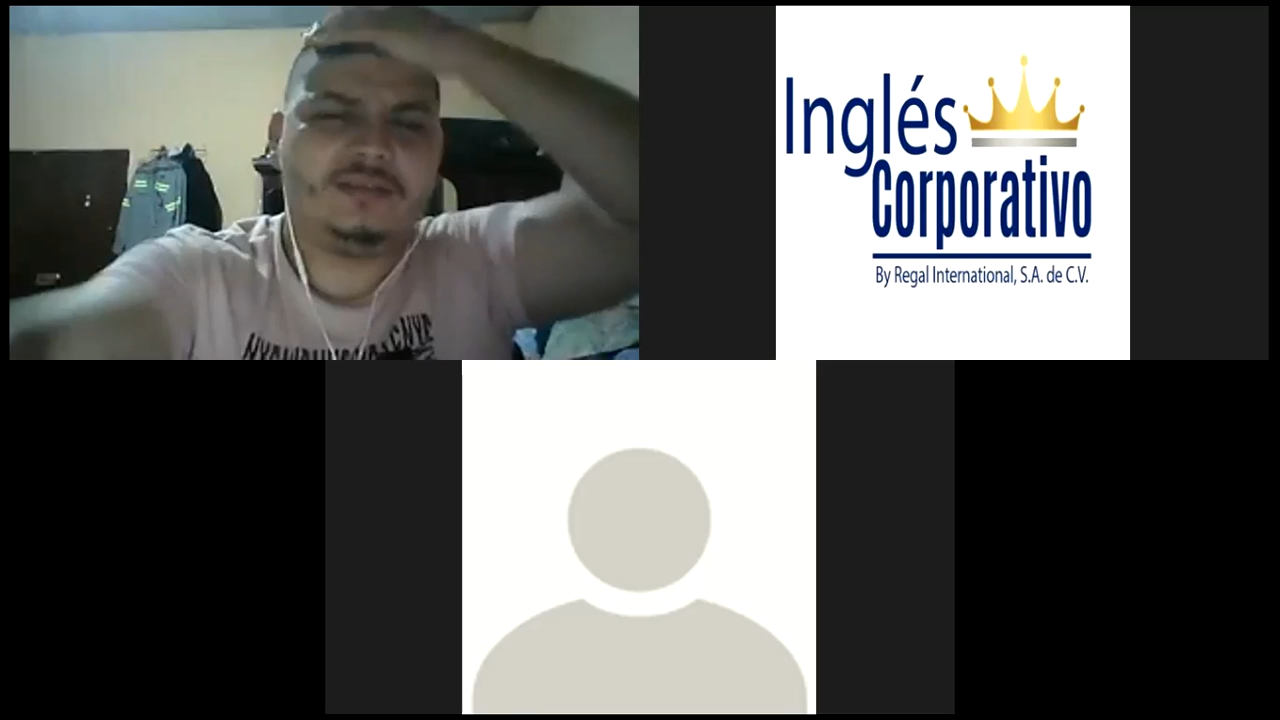 Inglés
Corporativo
By Regal International, S.A. de C.V.